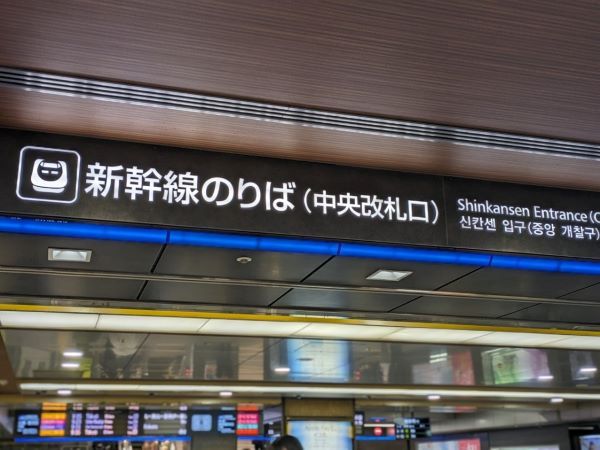 新幹線のりば（中央改札口）
Shinkansen Entrance
신칸센 입구(중앙 개찰구)